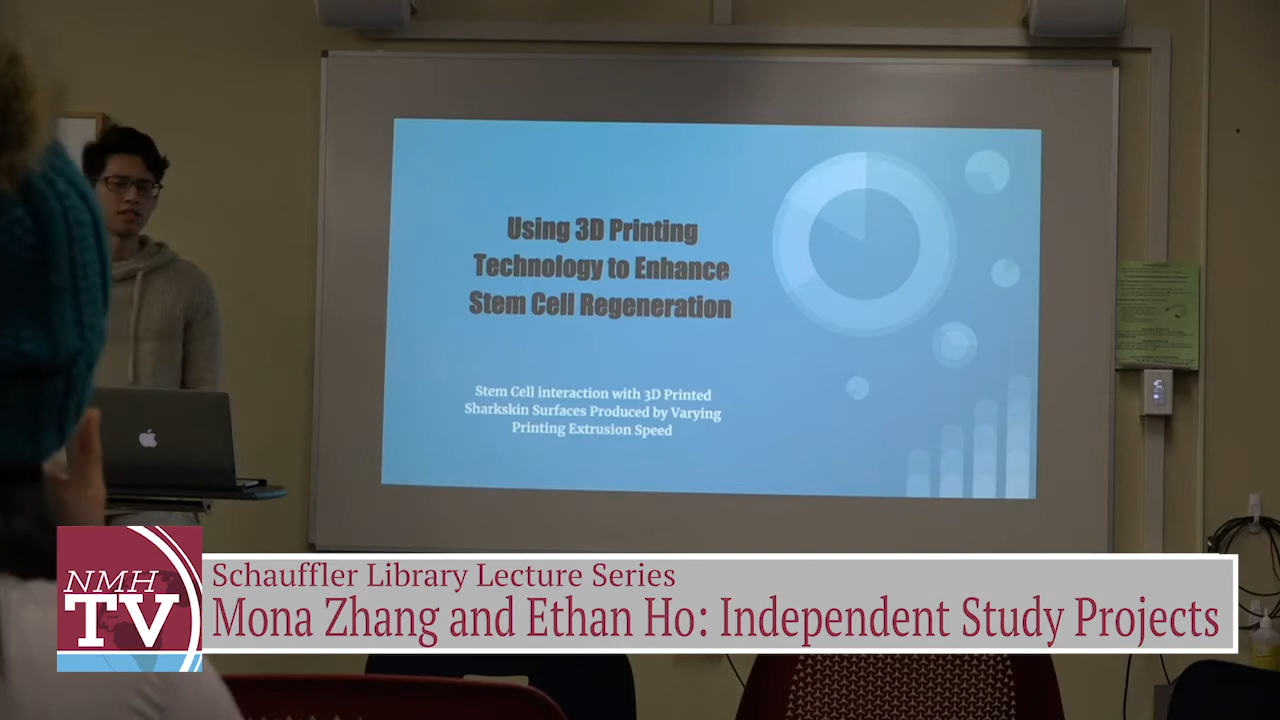 Using 3D Printing
Technology to Enhance
Stem Cell Regeneration
Stem Cell interaction with 3D Printed
Sharkskin Surfaces Produced by Varying
Printing Extrusion Speed
NMH
TV
Schauffler Library Lecture Series
Mona Zhang and Ethan Ho: Independent Study Projects